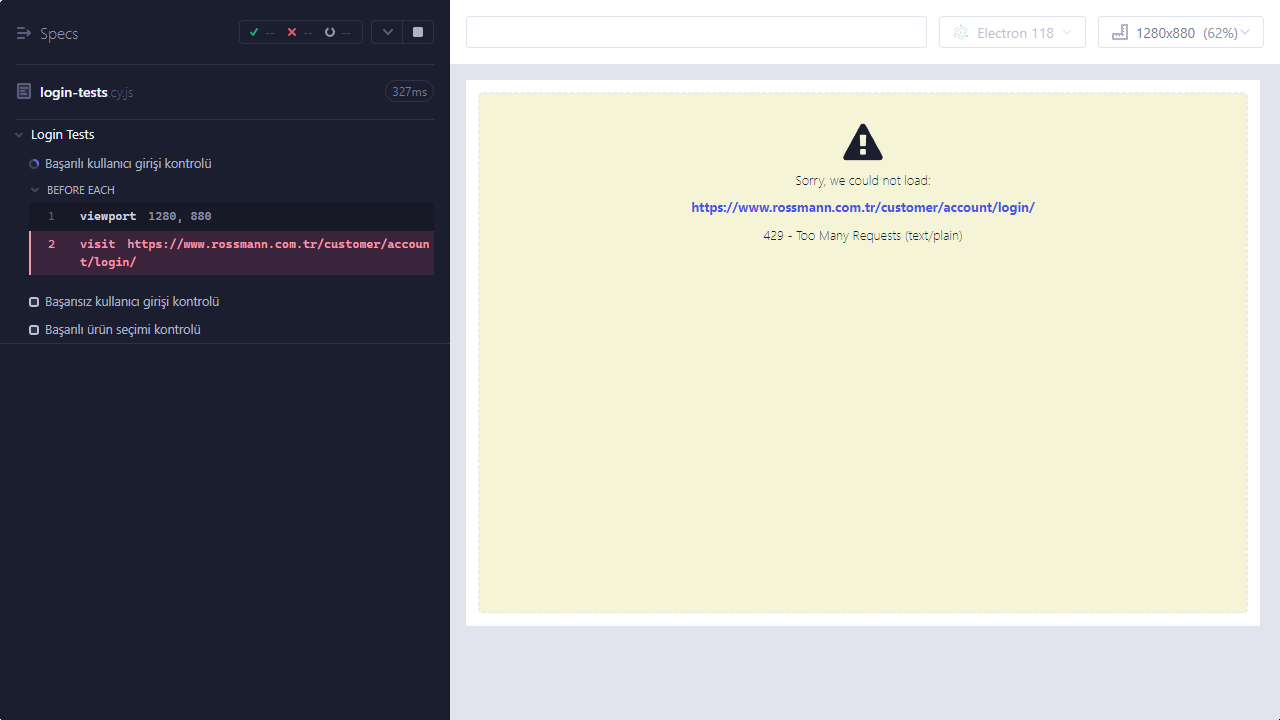 Specs
-- -- --
login-tests.cy.js
327ms
Login Tests
Başarılı kullanıcı girişi kontrolü
BEFORE EACH
1 viewport 1280, 880
2 visit https://www.rossmann.com.tr/customer/accoun
t/login/
Başarısız kullanıcı girişi kontrolü
Başarılı ürün seçimi kontrolü
Electron 118
1280x880 (62%)
Sorry, we could not load:
https://www.rossmann.com.tr/customer/account/login/
429 - Too Many Requests (text/plain)